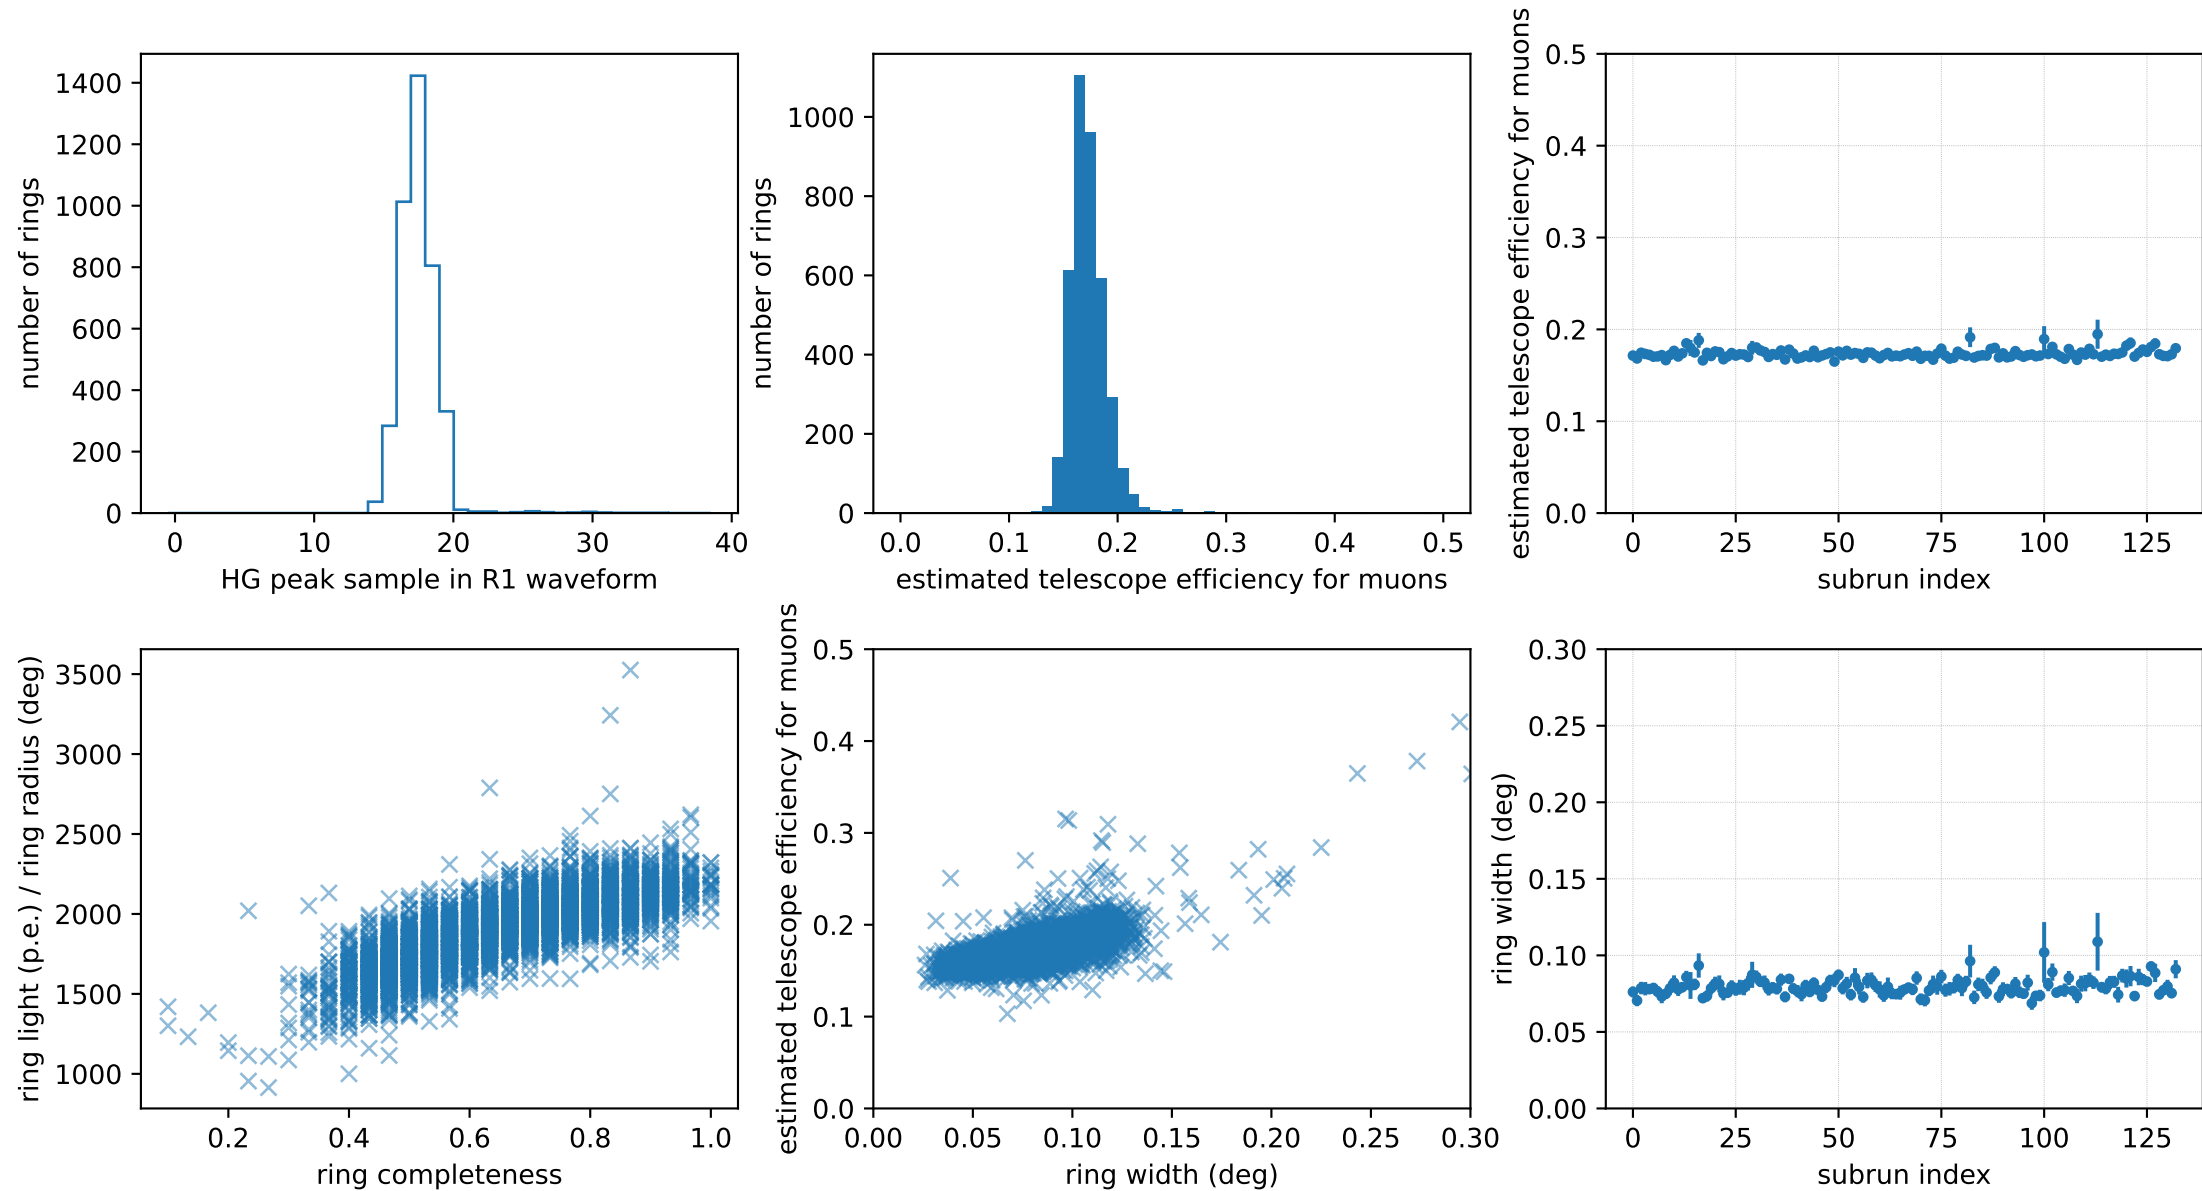 1400
1200
1000
800
600
400
200
0
number of rings
0 10 20 30 40
HG peak sample in R1 waveform
1000
800
600
400
200
0
number of rings
0.0 0.1 0.2 0.3 0.4 0.5
estimated telescope efficiency for muons
0.5
0.4
0.3
0.2
0.1
0.0
estimated telescope efficiency for muons
0 25 50 75 100 125
subrun index
3500
3000
2500
2000
1500
1000
ring light (p.e.) / ring radius (deg)
0.2 0.4 0.6 0.8 1.0
ring completeness
0.5
0.4
0.3
0.2
0.1
0.0
estimated telescope efficiency for muons
0.00 0.05 0.10 0.15 0.20 0.25 0.30
ring width (deg)
0.30
0.25
0.20
0.15
0.10
0.05
0.00
ring width (deg)
0 25 50 75 100 125
subrun index